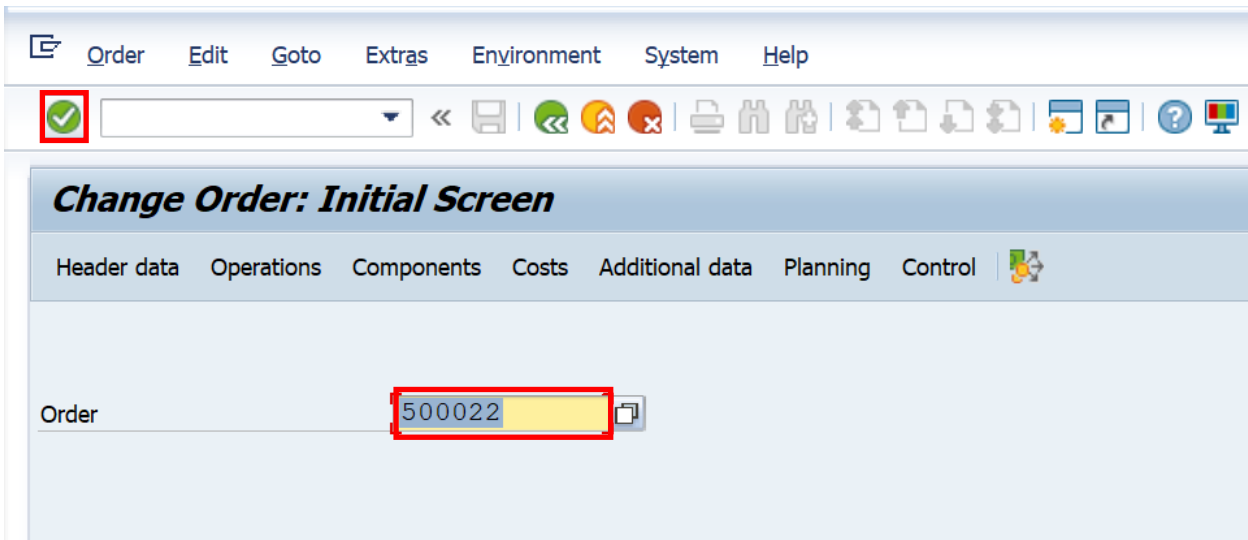 Order Edit Goto Extras Environment System Help
Change Order: Initial Screen
Header data Operations Components Costs Additional data Planning Control
Order 500022